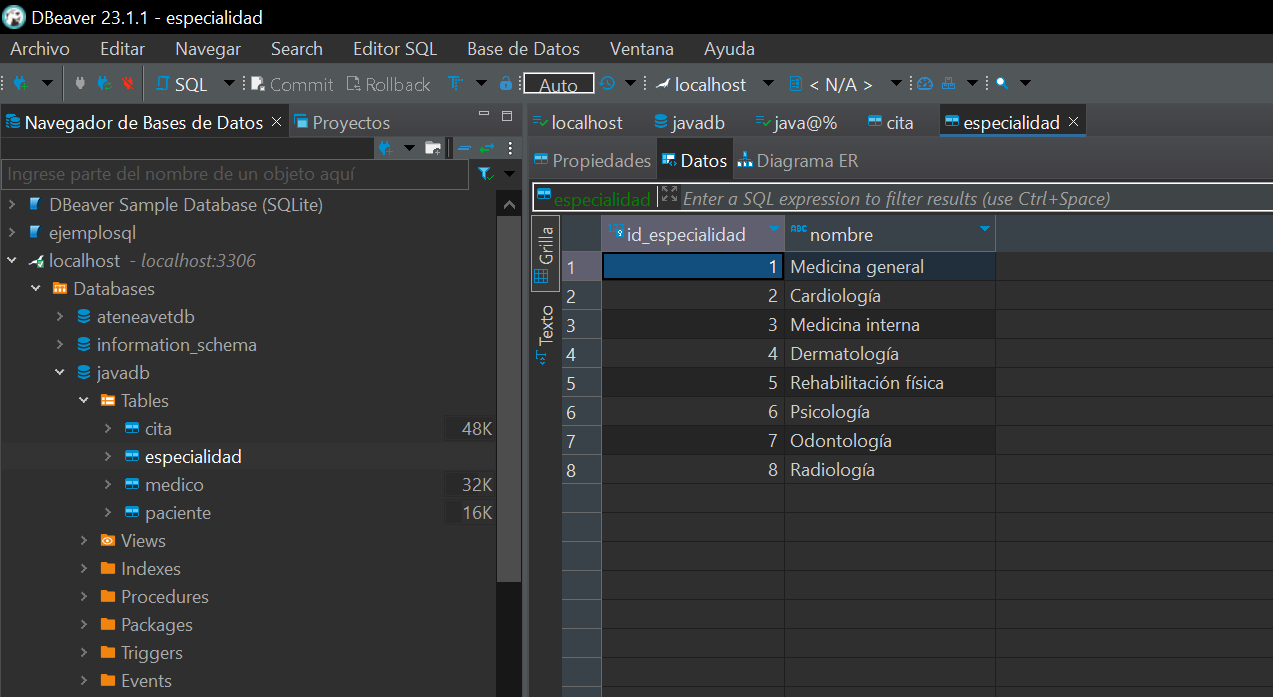 DBeaver 23.1.1 - especialidad
Archivo Editar Navegar Search Editor SQL Base de Datos Ventana Ayuda
SQL Commit Rollback Auto localhost < N/A >
Navegador de Bases de Datos Proyectos
localhost javadb java@% cita especialidad
Propiedades Datos Diagrama ER
Ingrese parte del nombre de un objeto aquí
especialidad Enter a SQL expression to filter results (use Ctrl+Space)
DBeaver Sample Database (SQLite)
ejemplosql
localhost - localhost:3306
Databases
ateneavetdb
information_schema
javadb
Tables
cita 48K
especialidad
medico 32K
paciente 16K
Views
Indexes
Procedures
Packages
Triggers
Events
Grilla
Texto
123 id_especialidad ABC nombre
1 1 Medicina general
2 2 Cardiología
3 3 Medicina interna
4 4 Dermatología
5 5 Rehabilitación física
6 6 Psicología
7 7 Odontología
8 8 Radiología